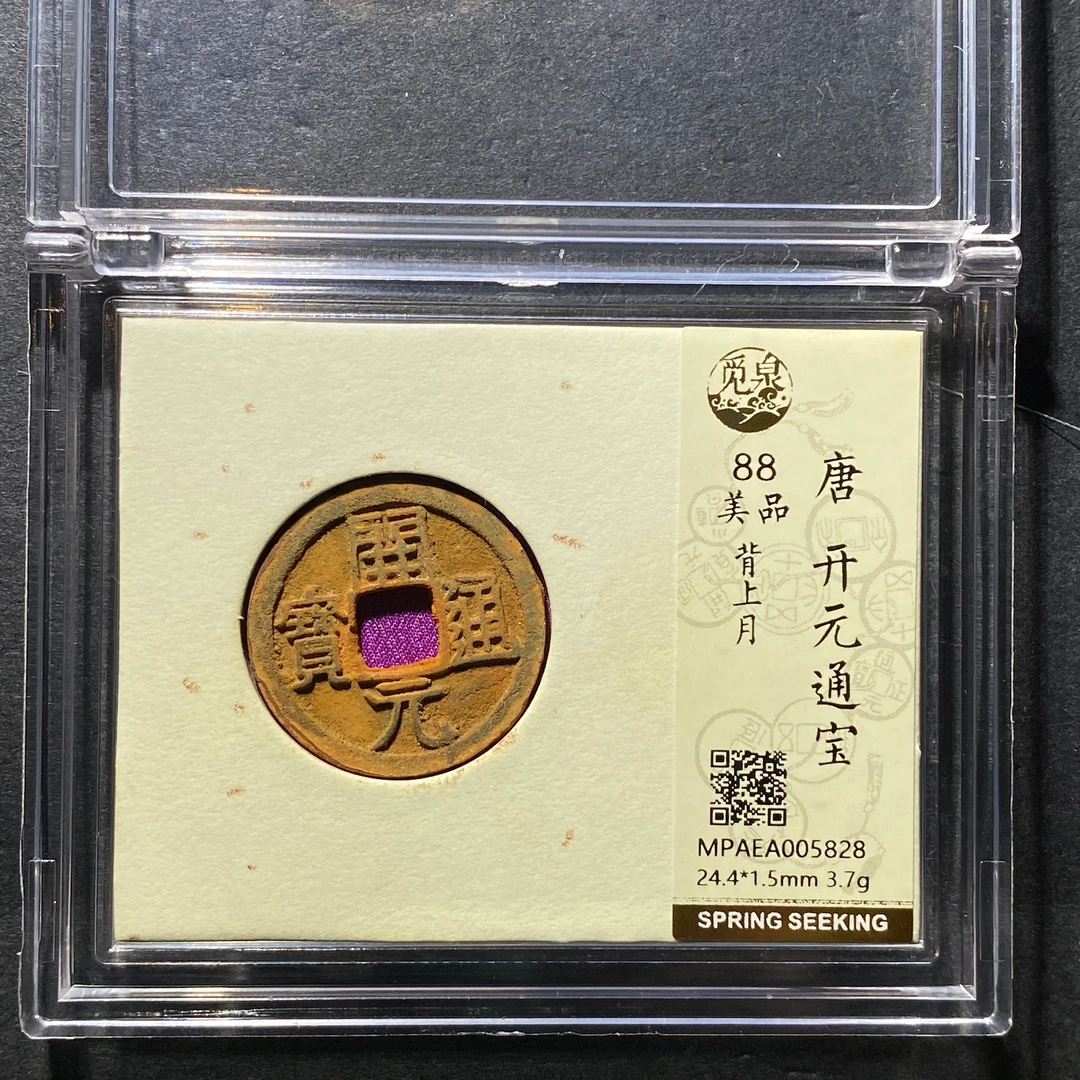 開
通
元
寶
觅泉
88
美品
背上月
唐 开元通宝
MPAEA005828
24.4*1.5mm 3.7g
SPRING SEEKING